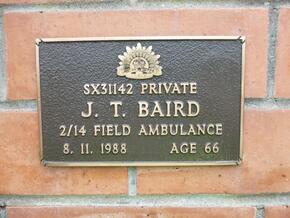 SX31142 PRIVATE
J. T. BAIRD
2/14 FIELD AMBULANCE
8. 11. 1988 AGE 66